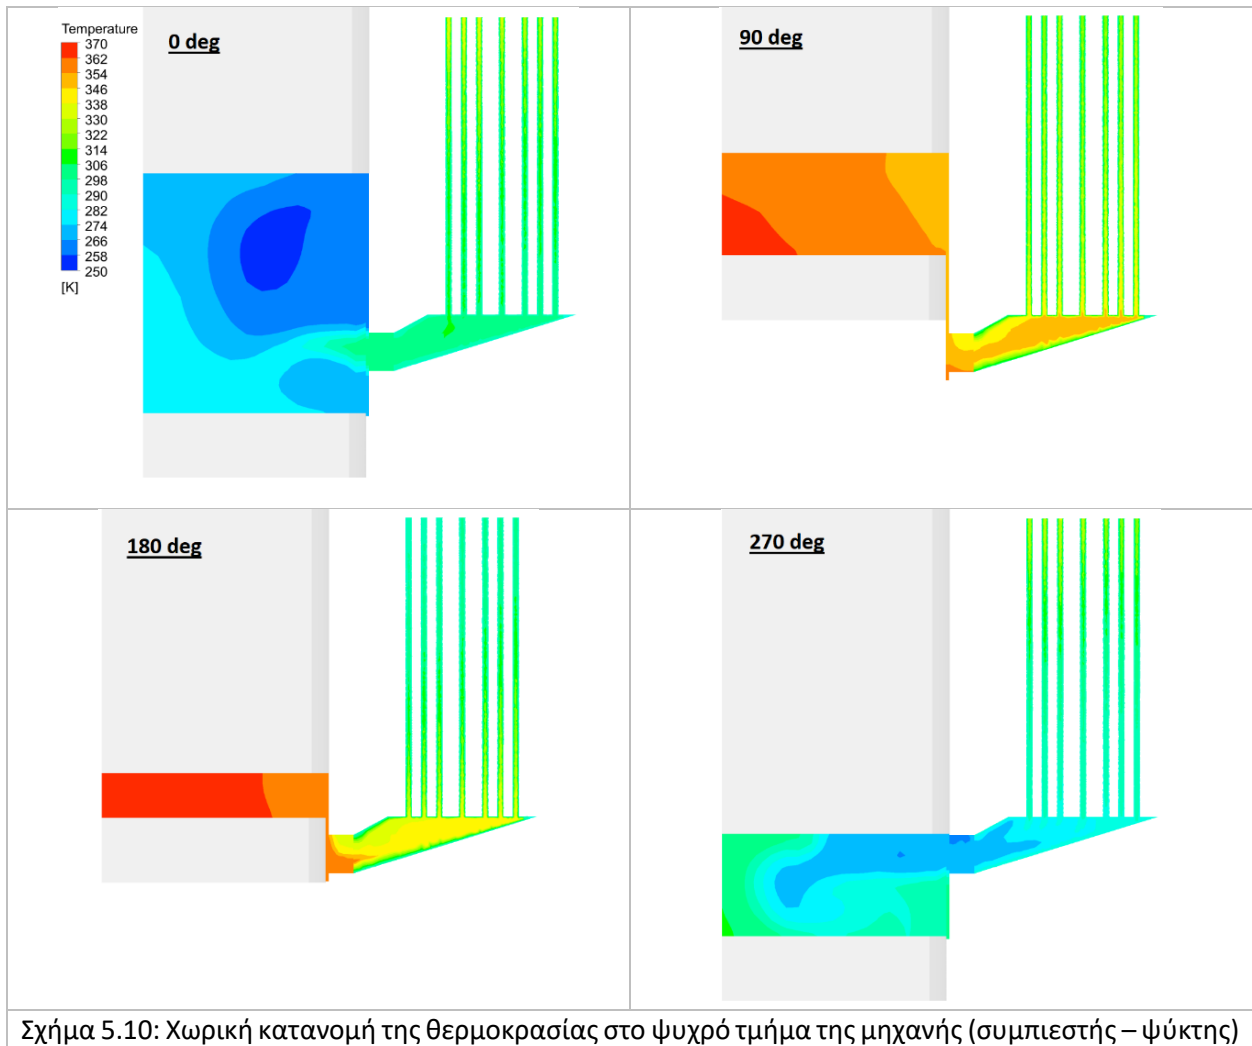 Temperature
370
362
354
346
338
330
322
314
306
298
290
282
274
266
258
250
[K]
0 deg
90 deg
180 deg
270 deg
Σχήμα 5.10: Χωρική κατανομή της θερμοκρασίας στο ψυχρό τμήμα της μηχανής (συμπιεστής – ψύκτης)